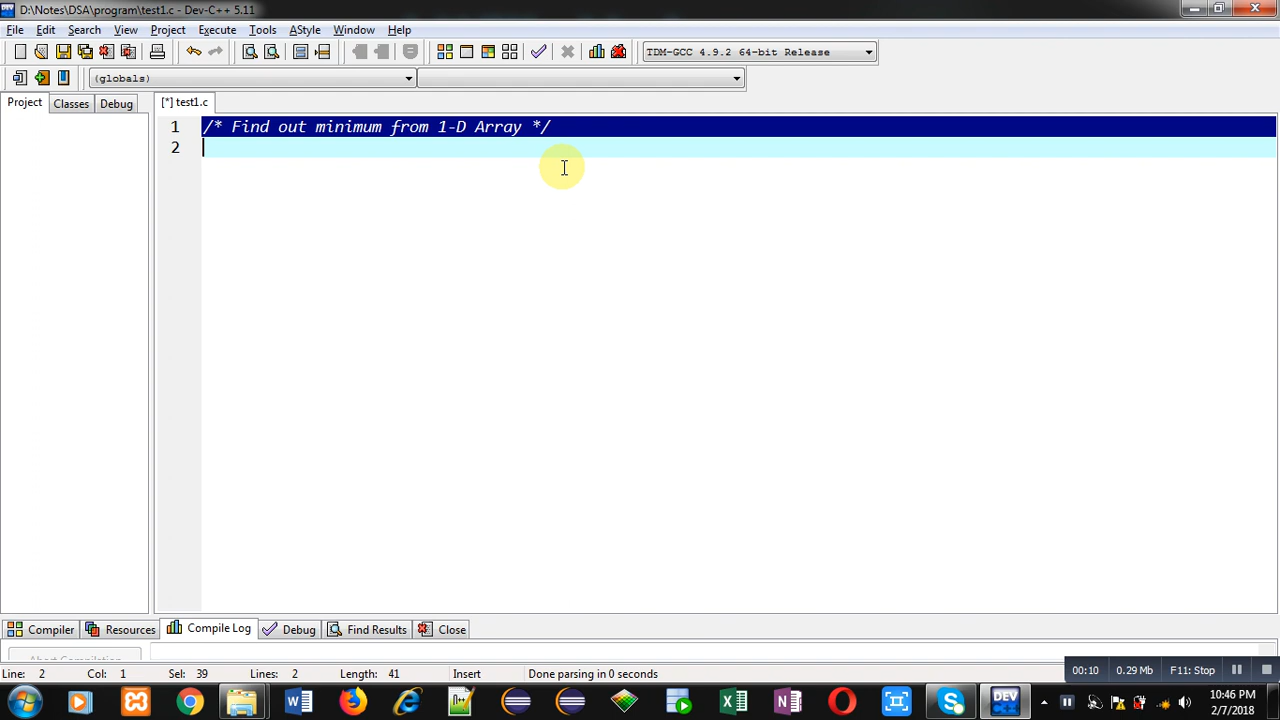 D:\Notes\DSA\program\test1.c - Dev-C++ 5.11
File Edit Search View Project Execute Tools AStyle Window Help
TDM-GCC 4.9.2 64-bit Release
(globals)
Project Classes Debug
[*] test1.c
1 /* Find out minimum from 1-D Array */
2
Compiler Resources Compile Log Debug Find Results Close
Abort Compilation
Line: 2 Col: 1 Sel: 39 Lines: 2 Length: 41 Insert Done parsing in 0 seconds
00:10 0.29 Mb F11: Stop
DEV
10:46 PM
2/7/2018